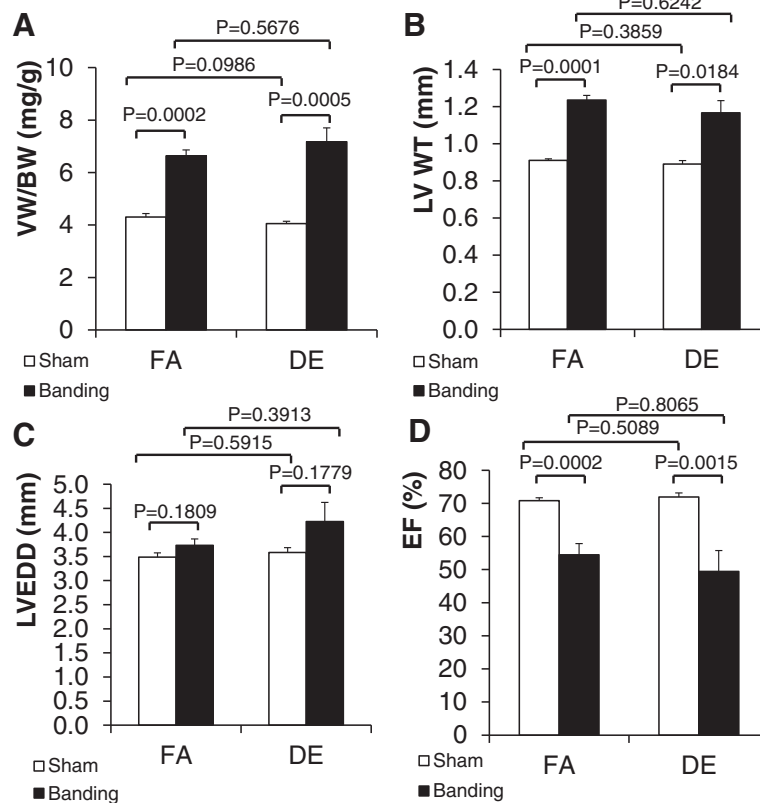 A
P=0.5676
P=0.0986
P=0.0002
P=0.0005
VW/BW (mg/g)
10
8
6
4
2
0
FA
DE
Sham
Banding
B
P=0.6242
P=0.3859
P=0.0001
P=0.0184
LV WT (mm)
1.4
1.2
1.0
0.8
0.6
0.4
0.2
0.0
FA
DE
Sham
Banding
C
P=0.3913
P=0.5915
P=0.1779
P=0.1809
LVEDD (mm)
5.0
4.5
4.0
3.5
3.0
2.5
2.0
1.5
1.0
0.5
0.0
FA
DE
Sham
Banding
D
P=0.8065
P=0.5089
P=0.0002
P=0.0015
EF (%)
80
70
60
50
40
30
20
10
0
FA
DE
Sham
Banding